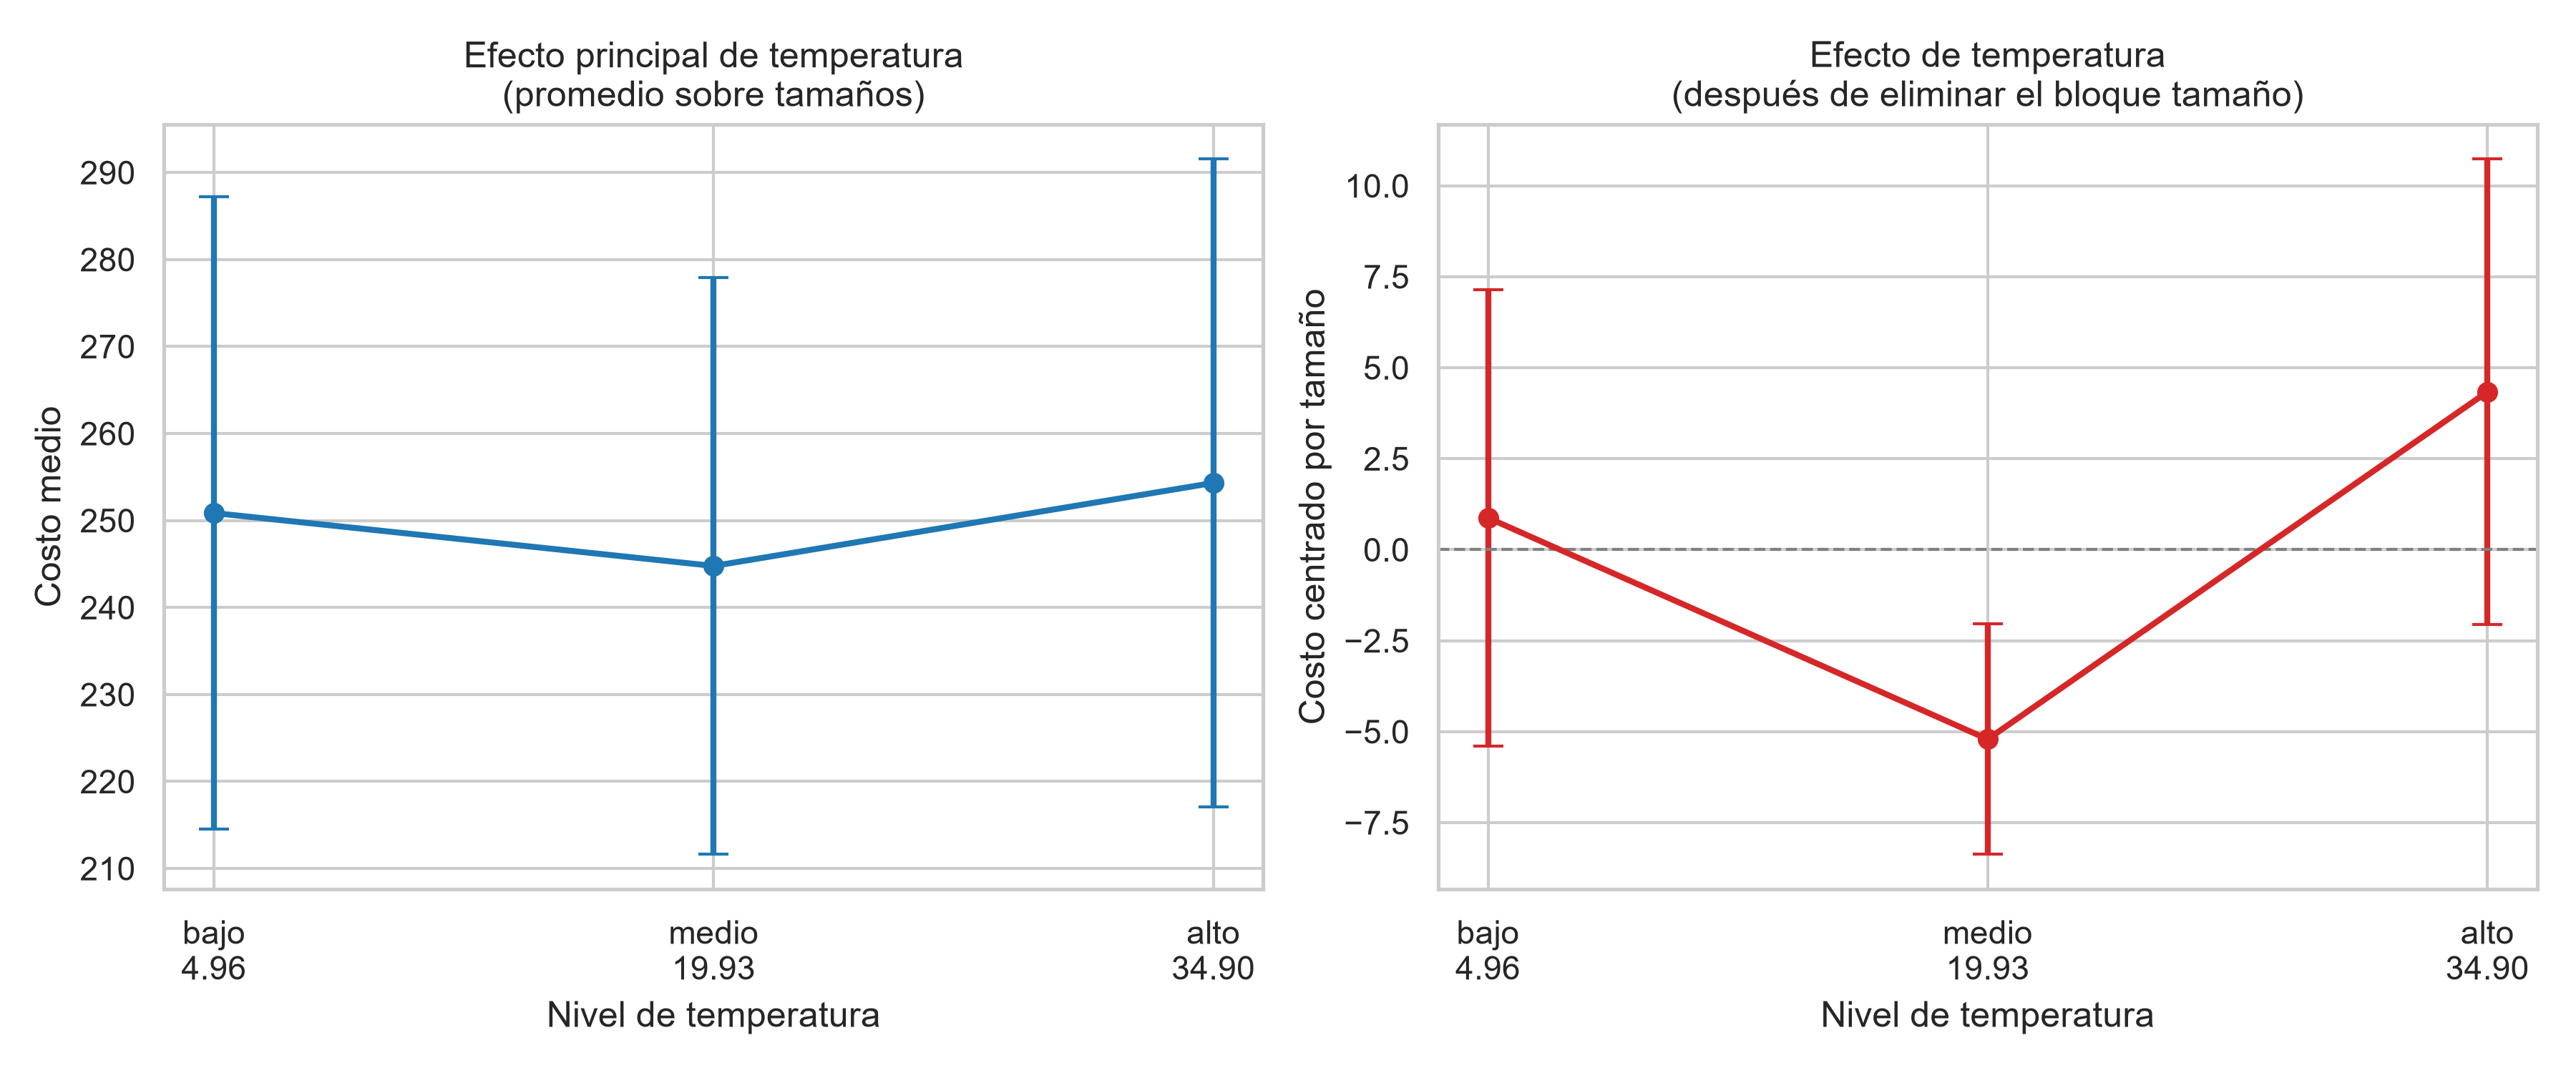 Efecto principal de temperatura
(promedio sobre tamaños)
290
280
270
260
250
240
230
220
210
Costo medio
bajo
4.96
medio
19.93
alto
34.90
Nivel de temperatura
Efecto de temperatura
(después de eliminar el bloque tamaño)
10.0
7.5
5.0
2.5
0.0
−2.5
−5.0
−7.5
Costo centrado por tamaño
bajo
4.96
medio
19.93
alto
34.90
Nivel de temperatura